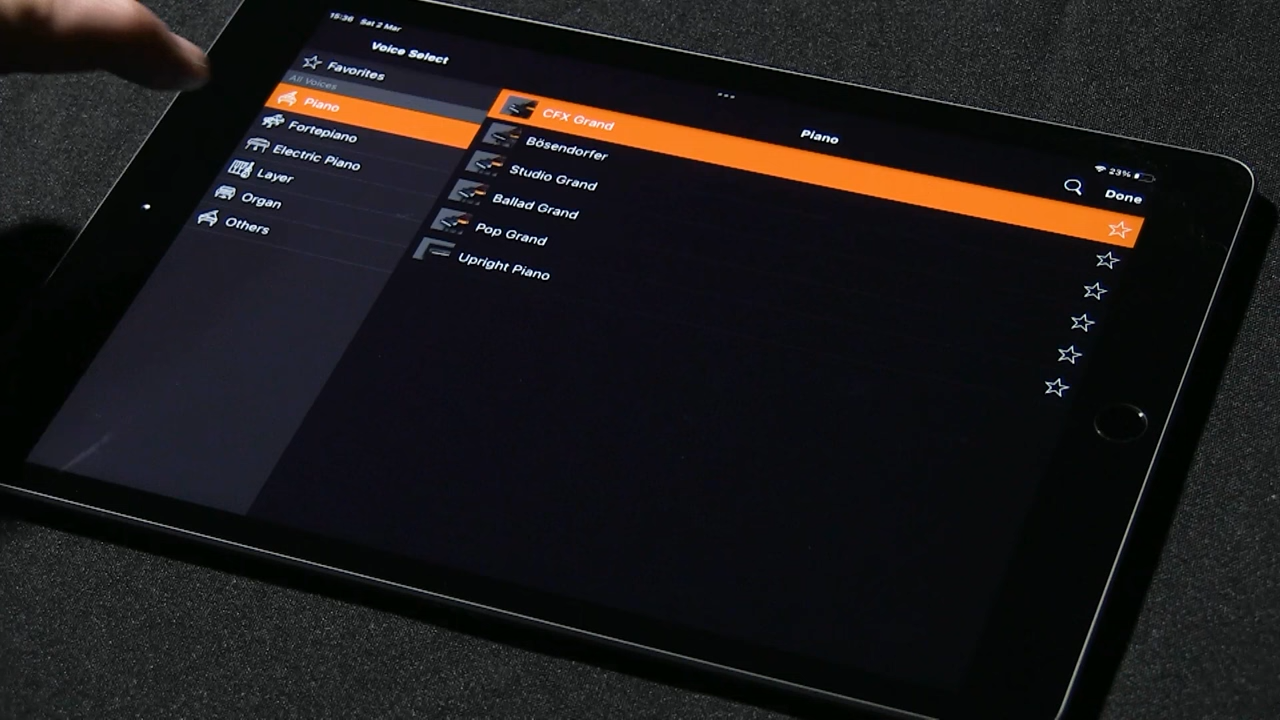 15:36 Sat 2 Mar
23%
Voice Select
Piano
Done
Favorites
All Voices
Piano
Fortepiano
Electric Piano
Layer
Organ
Others
CFX Grand
Bösendorfer
Studio Grand
Ballad Grand
Pop Grand
Upright Piano